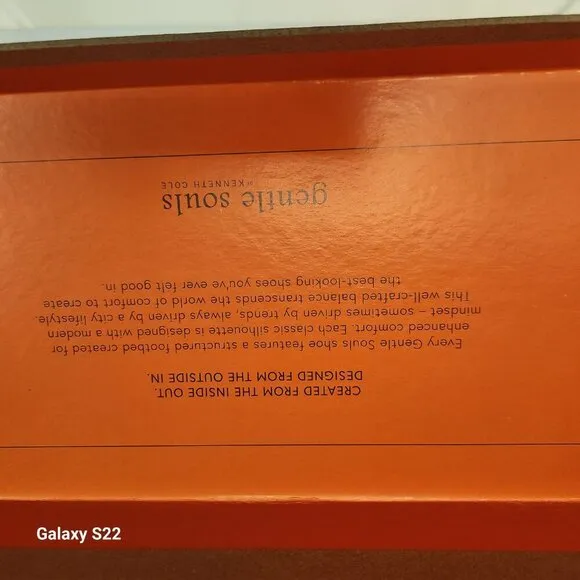 CREATED FROM THE INSIDE OUT.
DESIGNED FROM THE OUTSIDE IN.
Every Gentle Souls shoe features a structured footbed created for
enhanced comfort. Each classic silhouette is designed with a modern
mindset – sometimes driven by trends, always driven by a city lifestyle.
This well-crafted balance transcends the world of comfort to create
the best-looking shoes you've ever felt good in.
gentle souls
BY KENNETH COLE
Galaxy S22